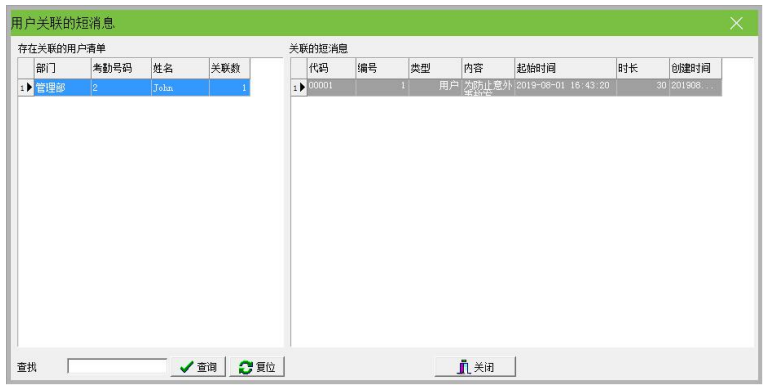 用户关联的短消息
存在关联的用户清单
部门 考勤号码 姓名 关联数
1 管理部 2 John 1
关联的短消息
代码 编号 类型 内容 起始时间 时长 创建时间
1 00001 1 用户 为防止意外 2019-08-01 16:43:20 30 201908...
查找 查询 复位 关闭